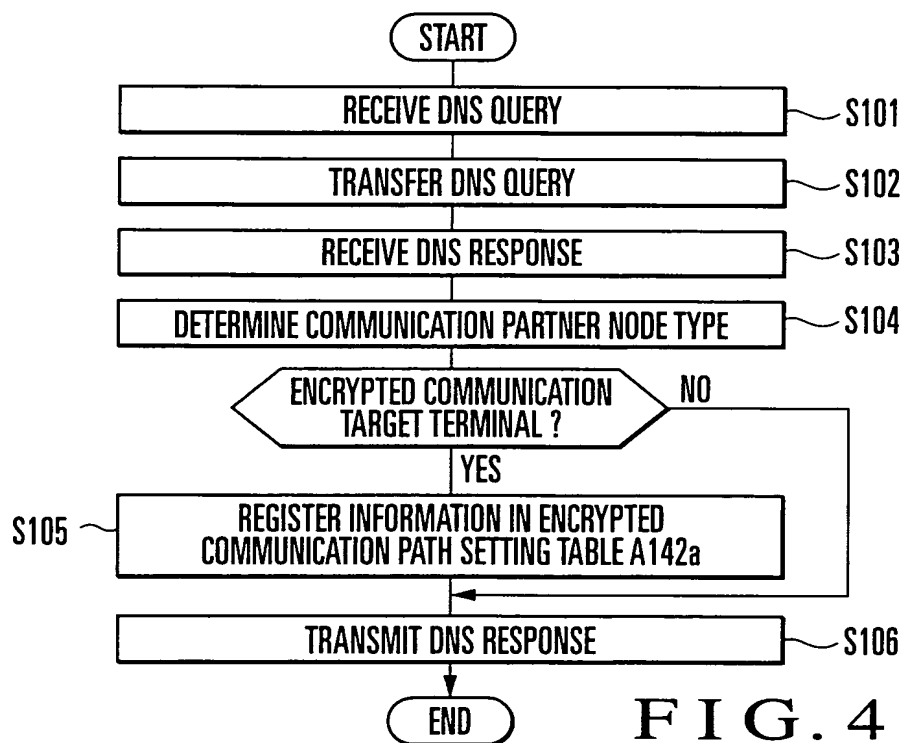 START
RECEIVE DNS QUERY
S101
TRANSFER DNS QUERY
S102
RECEIVE DNS RESPONSE
S103
DETERMINE COMMUNICATION PARTNER NODE TYPE
S104
ENCRYPTED COMMUNICATION
TARGET TERMINAL ?
NO
YES
S105
REGISTER INFORMATION IN ENCRYPTED
COMMUNICATION PATH SETTING TABLE A142a
TRANSMIT DNS RESPONSE
S106
END
FIG. 4